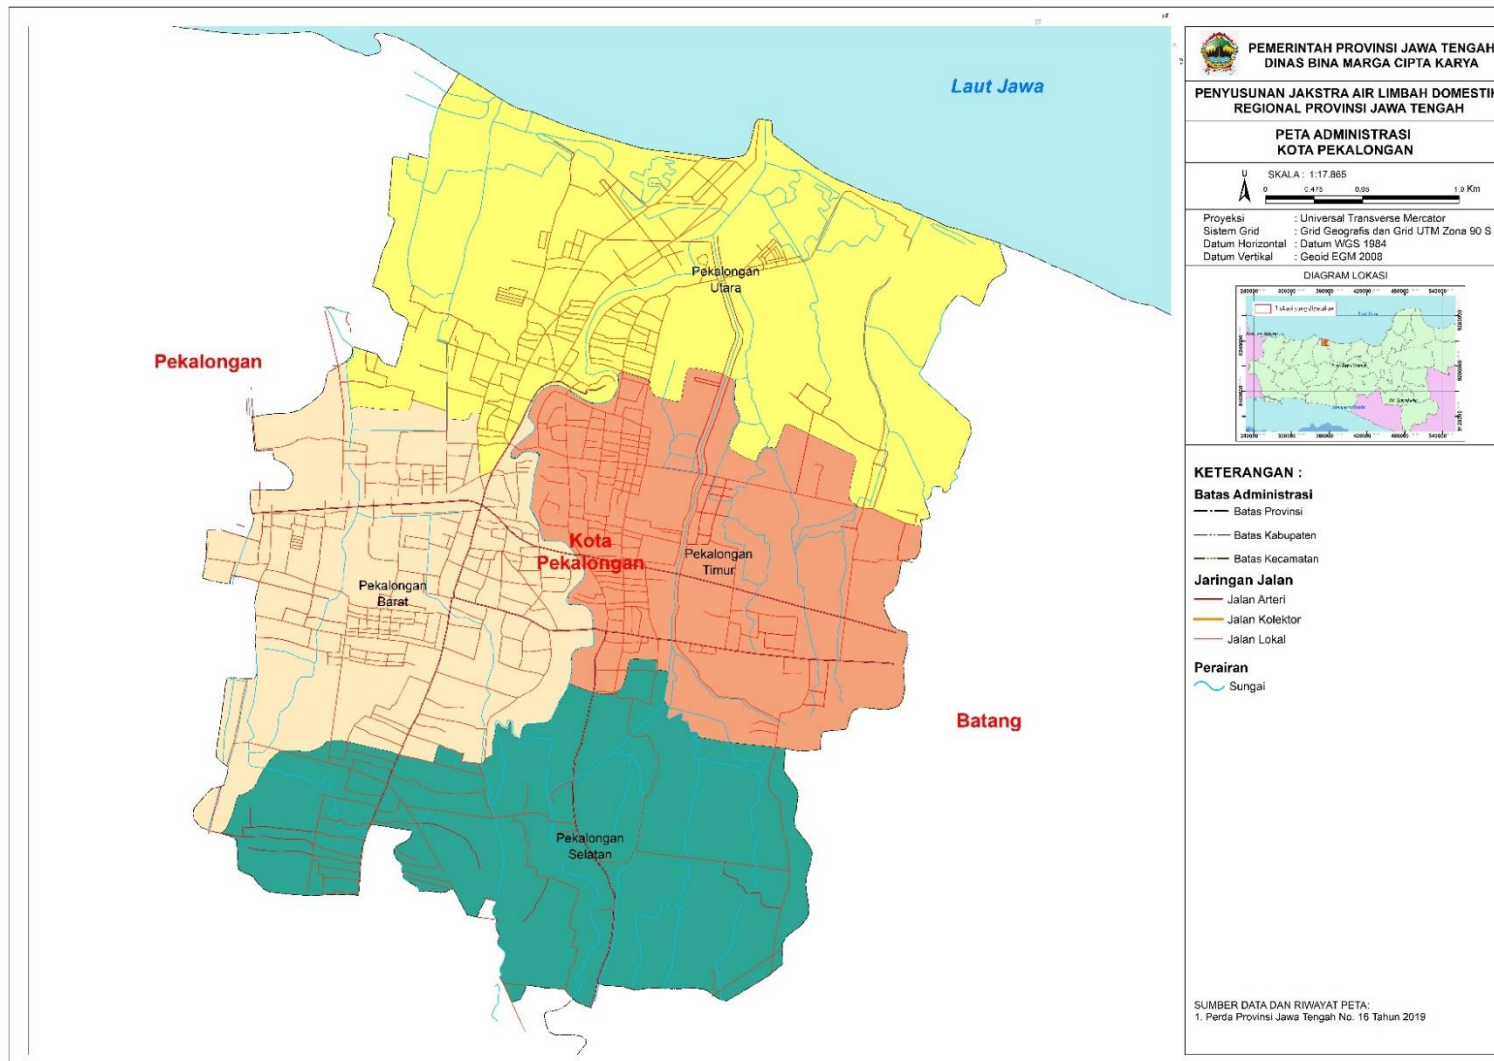 Laut Jawa
Pekalongan
Utara
Pekalongan
Kota
Pekalongan
Pekalongan
Timur
Pekalongan
Barat
Batang
Pekalongan
Selatan
PEMERINTAH PROVINSI JAWA TENGAH
DINAS BINA MARGA CIPTA KARYA
PENYUSUNAN JAKSTRA AIR LIMBAH DOMESTIK
REGIONAL PROVINSI JAWA TENGAH
PETA ADMINISTRASI
KOTA PEKALONGAN
U
SKALA : 1:17.865
0 0,475 0,95 1,9 Km
Proyeksi : Universal Transverse Mercator
Sistem Grid : Grid Geografis dan Grid UTM Zona 90 S
Datum Horizontal : Datum WGS 1984
Datum Vertikal : Geoid EGM 2008
DIAGRAM LOKASI
KETERANGAN :
Batas Administrasi
Batas Provinsi
Batas Kabupaten
Batas Kecamatan
Jaringan Jalan
Jalan Arteri
Jalan Kolektor
Jalan Lokal
Perairan
Sungai
SUMBER DATA DAN RIWAYAT PETA:
1. Perda Provinsi Jawa Tengah No. 16 Tahun 2019